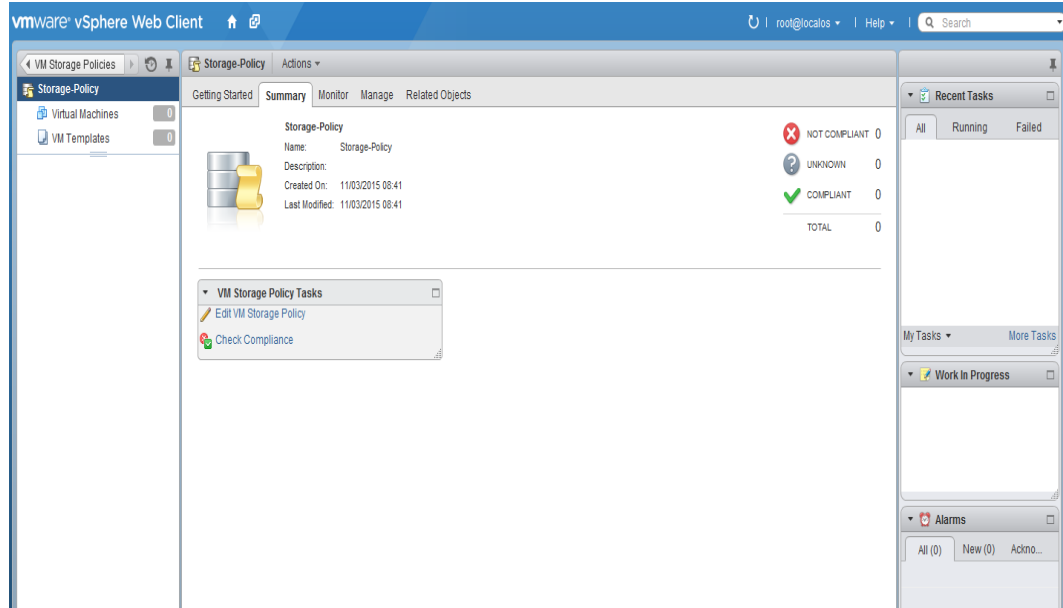 vmware® vSphere Web Client
root@localos
Help
Search
VM Storage Policies
Storage-Policy
Virtual Machines 0
VM Templates 0
Storage-Policy
Actions
Getting Started Summary Monitor Manage Related Objects
Storage-Policy
Name: Storage-Policy
Description:
Created On: 11/03/2015 08:41
Last Modified: 11/03/2015 08:41
NOT COMPLIANT 0
UNKNOWN 0
COMPLIANT 0
TOTAL 0
VM Storage Policy Tasks
Edit VM Storage Policy
Check Compliance
Recent Tasks
All Running Failed
My Tasks More Tasks
Work In Progress
Alarms
All (0) New (0) Ackno...